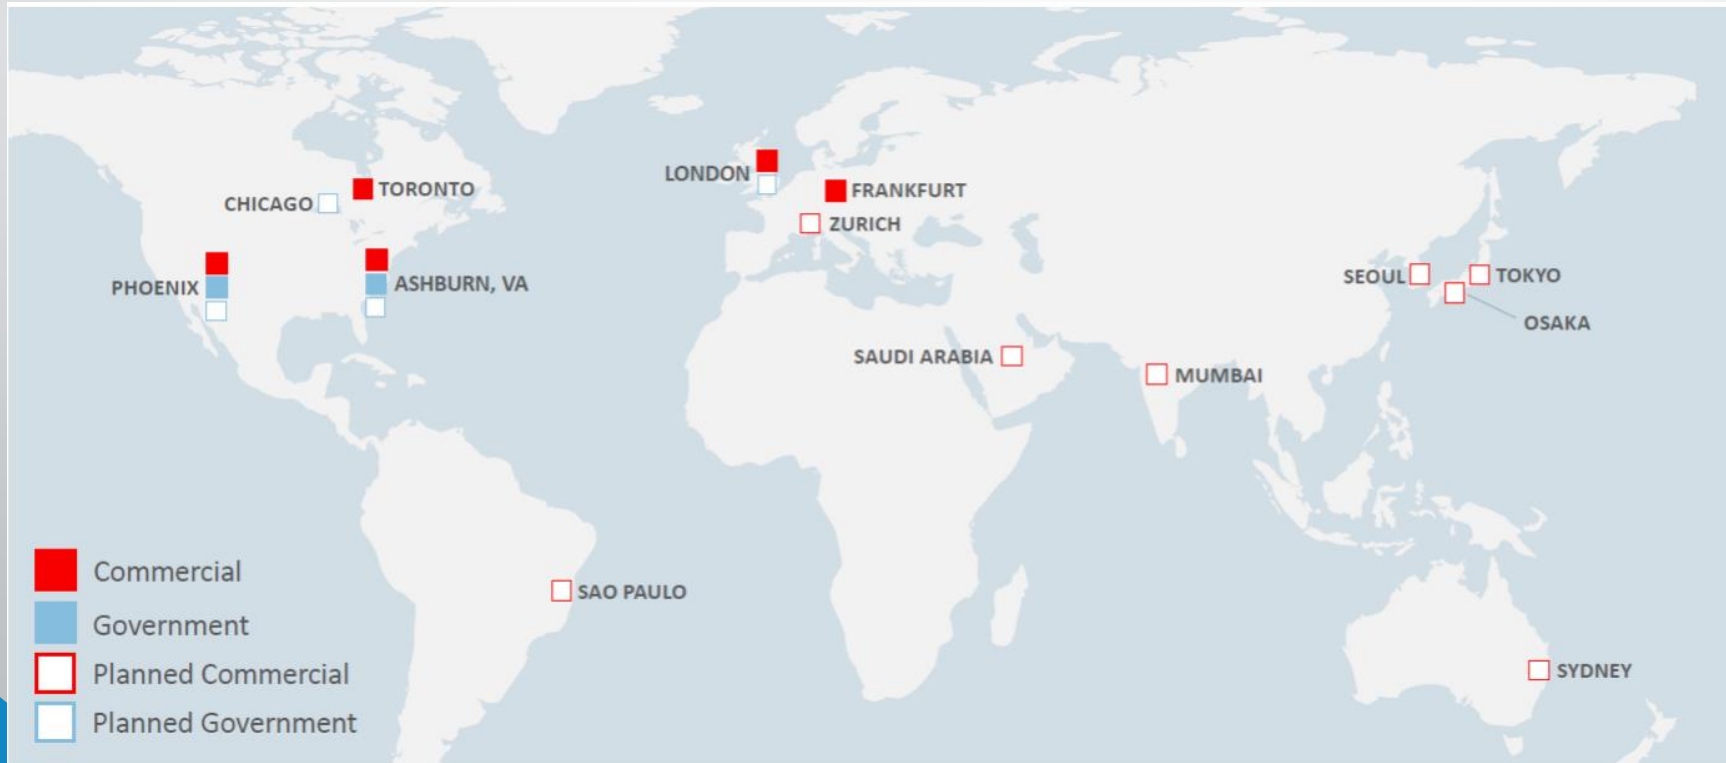 LONDON
TORONTO
FRANKFURT
CHICAGO
ZURICH
PHOENIX
ASHBURN, VA
SEOUL
TOKYO
OSAKA
SAUDI ARABIA
MUMBAI
SAO PAULO
SYDNEY
Commercial
Government
Planned Commercial
Planned Government